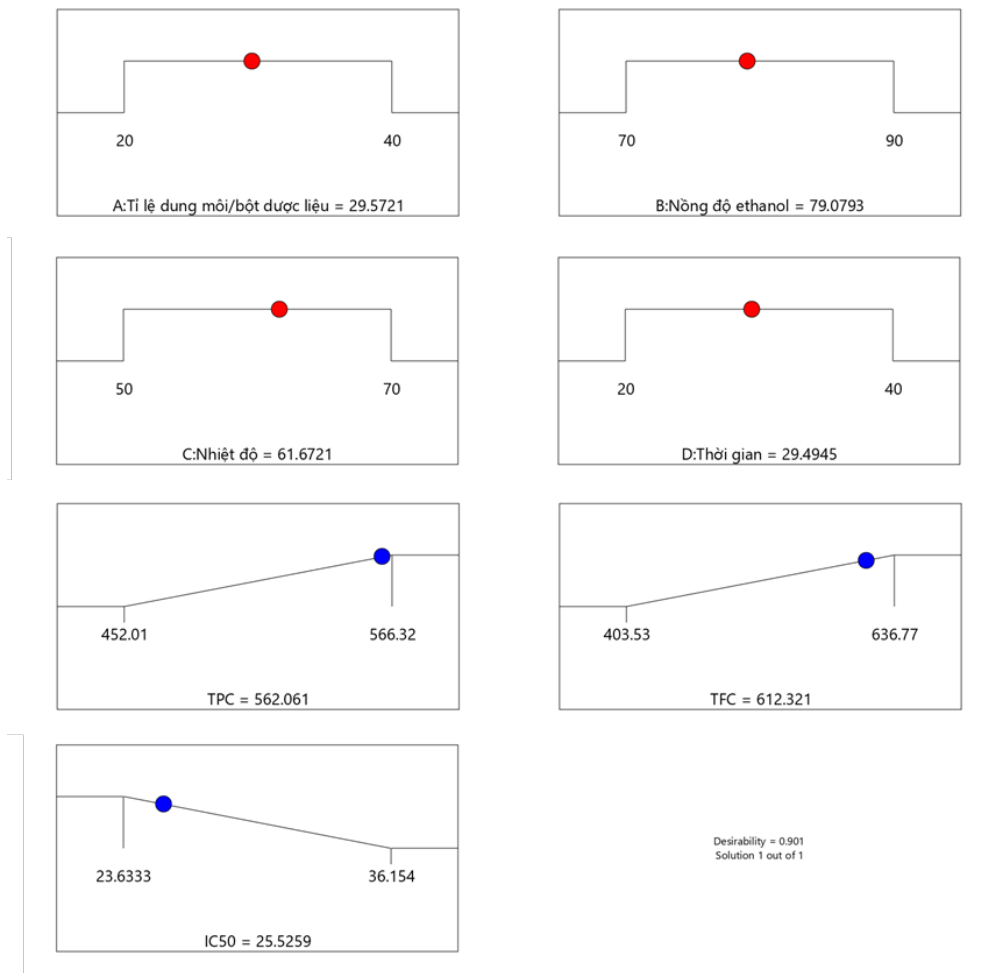 20 40
A:Tỉ lệ dung môi/bột dược liệu = 29.5721
70 90
B:Nồng độ ethanol = 79.0793
50 70
C:Nhiệt độ = 61.6721
20 40
D:Thời gian = 29.4945
452.01 566.32
TPC = 562.061
403.53 636.77
TFC = 612.321
23.6333 36.154
IC50 = 25.5259
Desirability = 0.901
Solution 1 out of 1